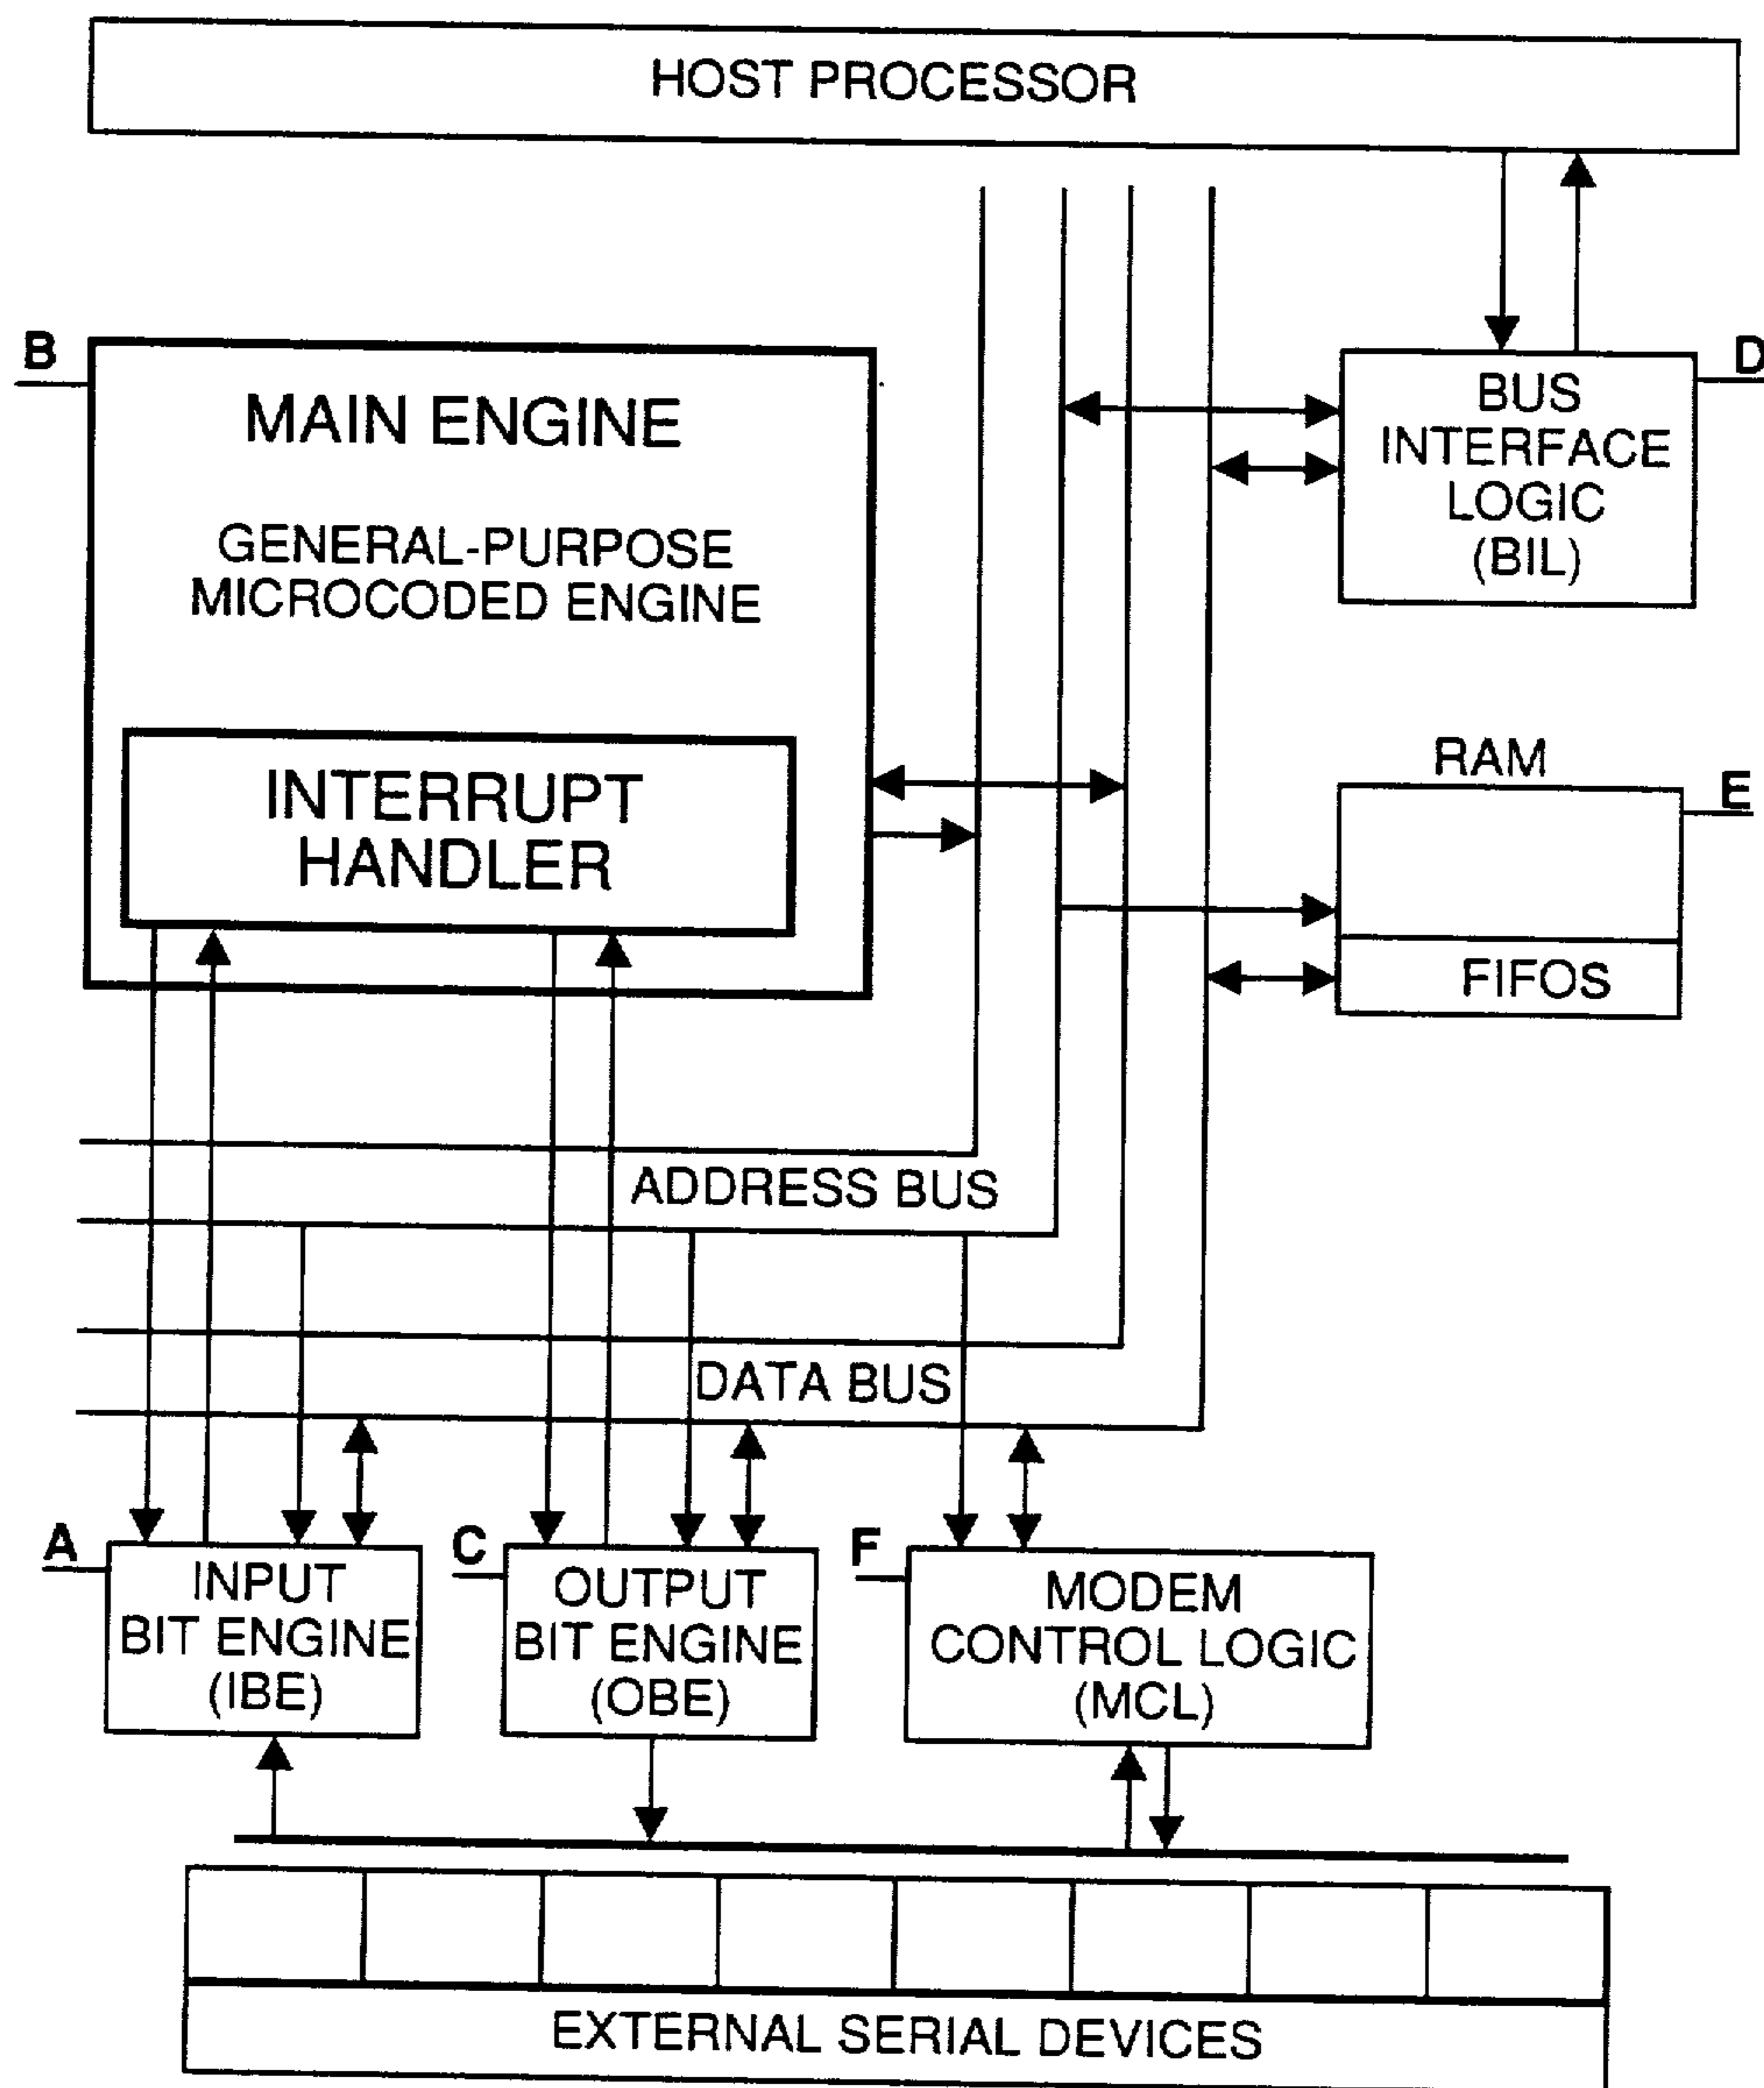 HOST PROCESSOR
B
MAIN ENGINE
GENERAL-PURPOSE
MICROCODED ENGINE
INTERRUPT
HANDLER
D
BUS
INTERFACE
LOGIC
(BIL)
RAM
E
FIFOS
ADDRESS BUS
DATA BUS
A
INPUT
BIT ENGINE
(IBE)
C
OUTPUT
BIT ENGINE
(OBE)
F
MODEM
CONTROL LOGIC
(MCL)
EXTERNAL SERIAL DEVICES